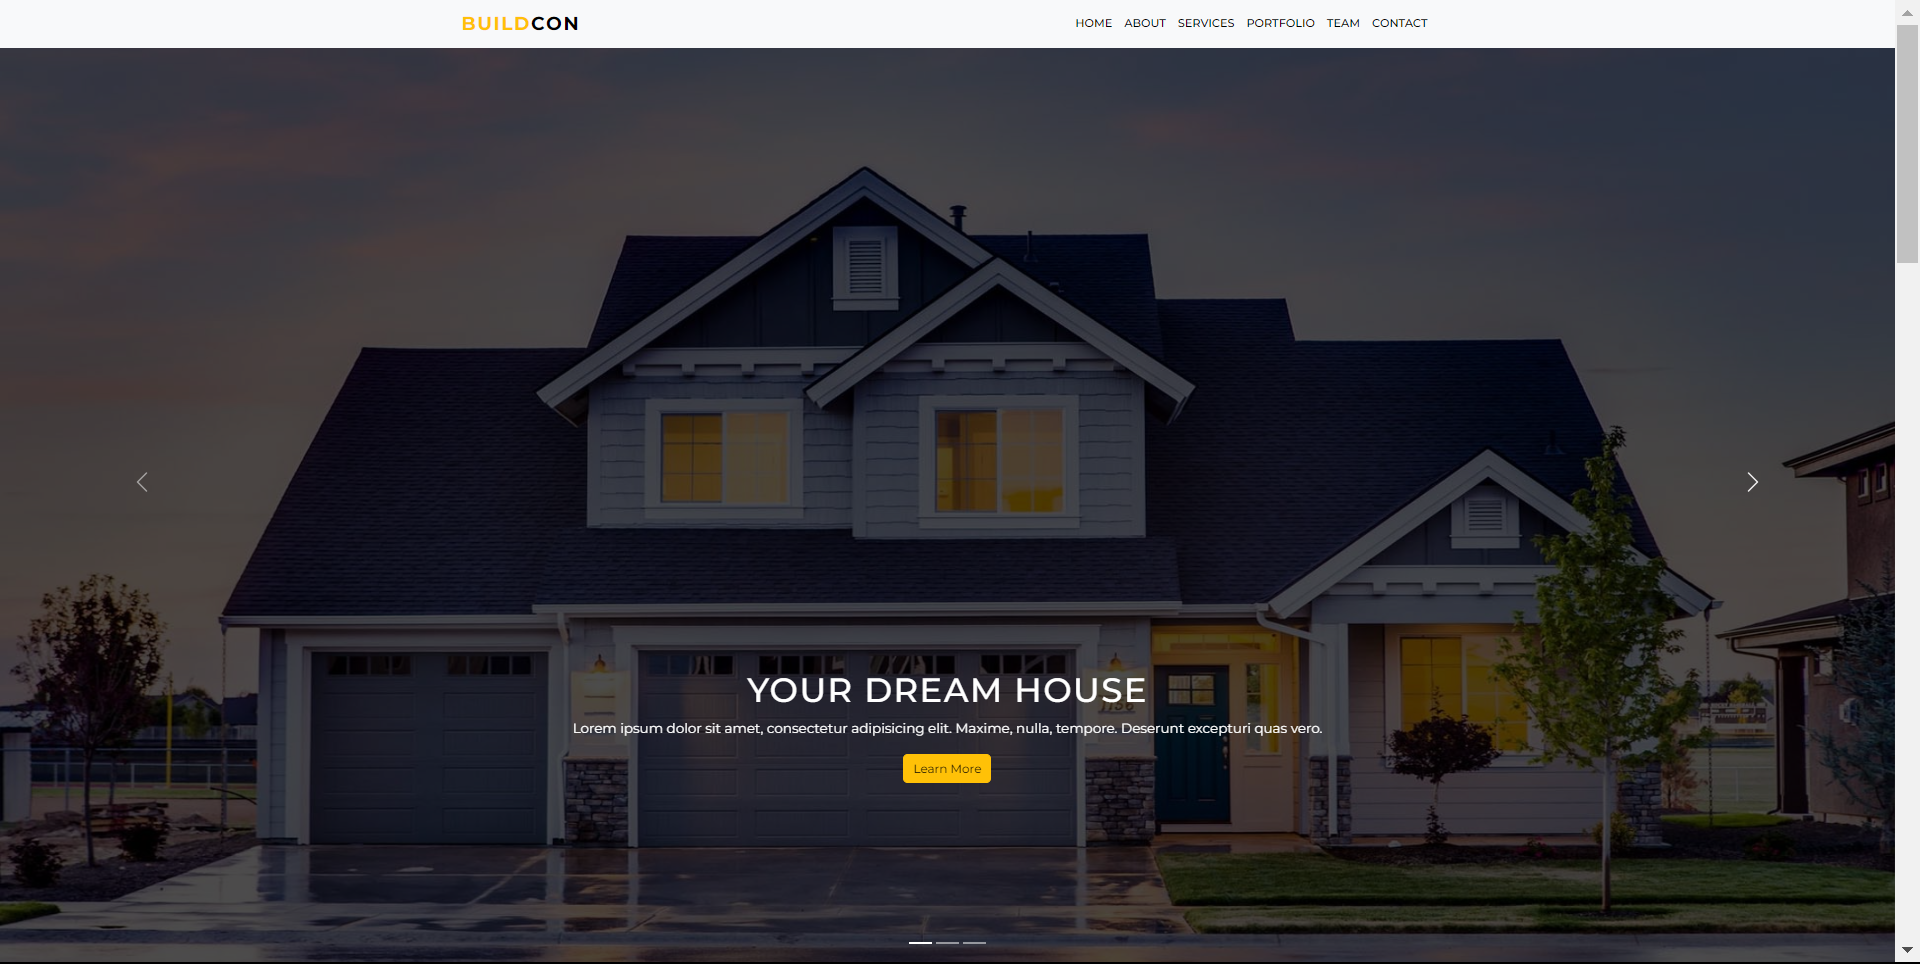 BUILDCON
HOME ABOUT SERVICES PORTFOLIO TEAM CONTACT
YOUR DREAM HOUSE
Lorem ipsum dolor sit amet, consectetur adipisicing elit. Maxime, nulla, tempore. Deserunt excepturi quas vero.
Learn More